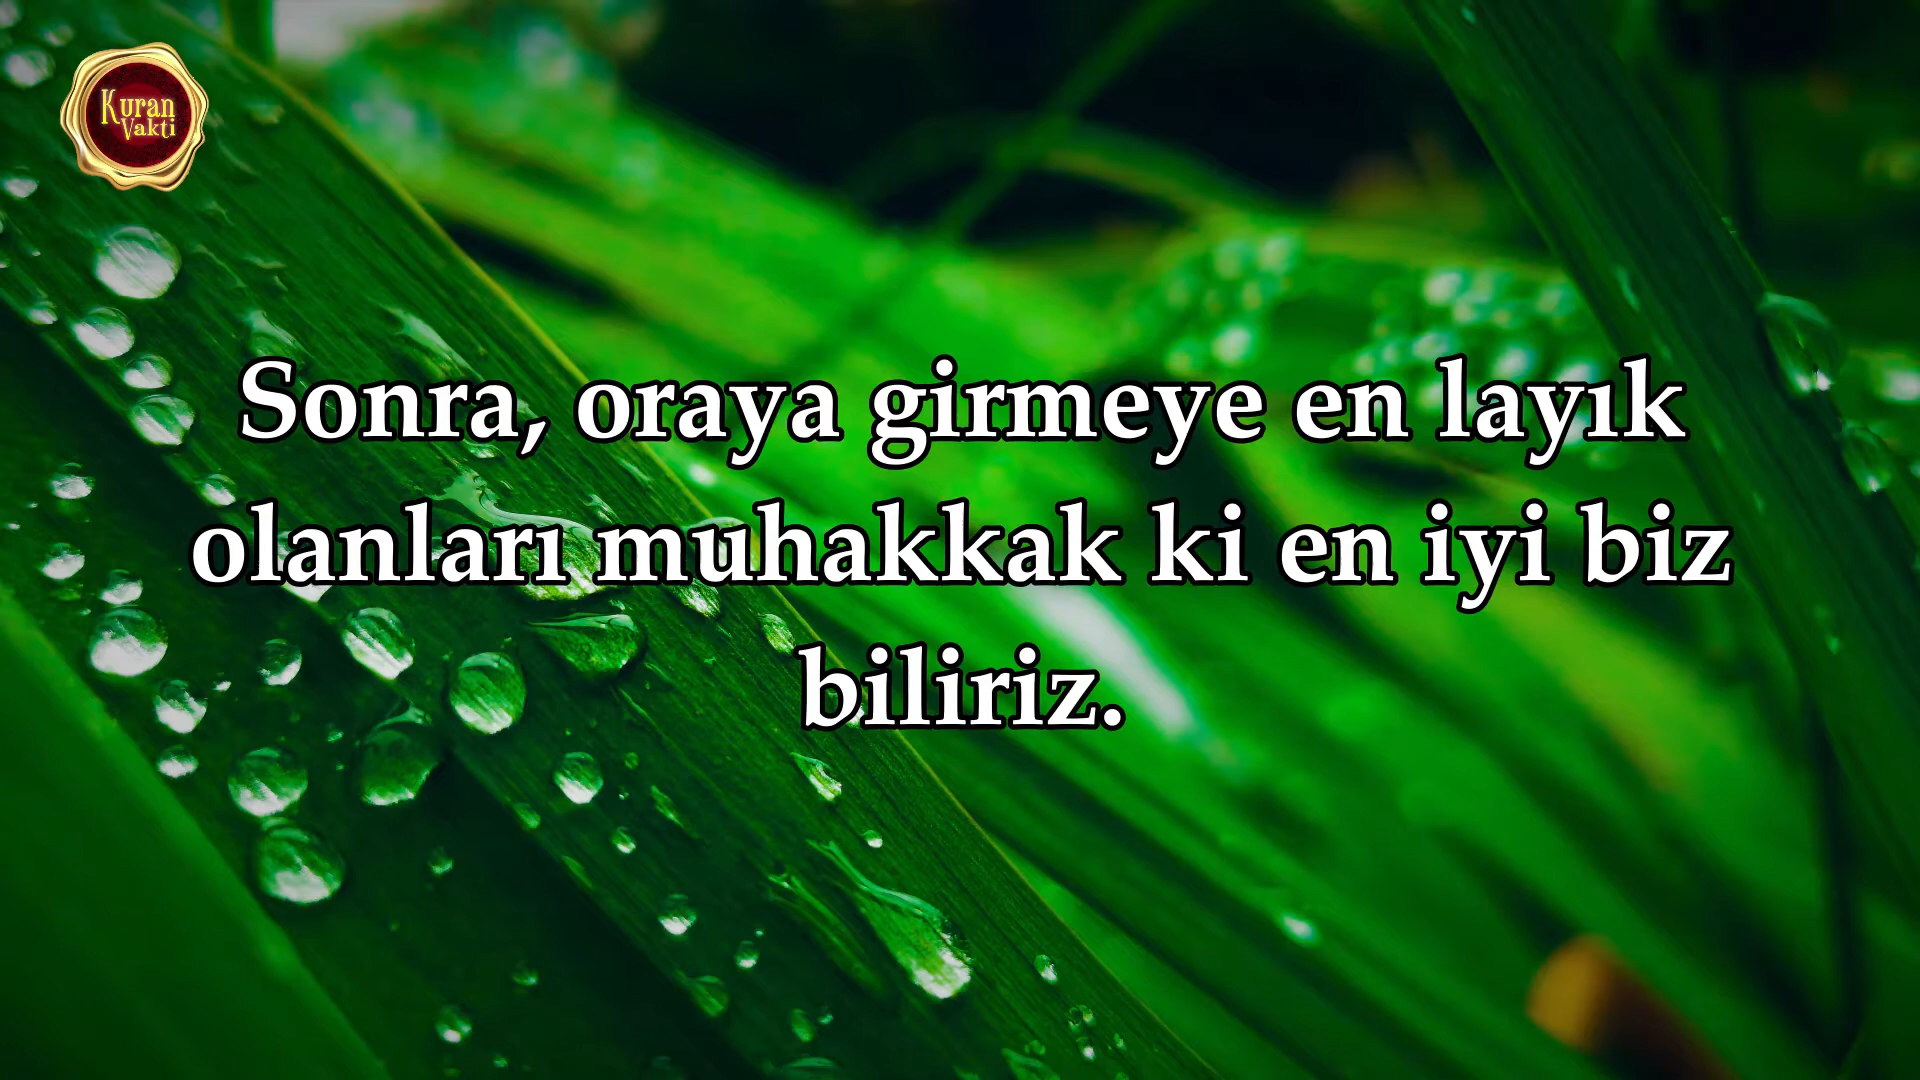 Kuran
Vakti
Sonra, oraya girmeye en layık
olanları muhakkak ki en iyi biz
biliriz.